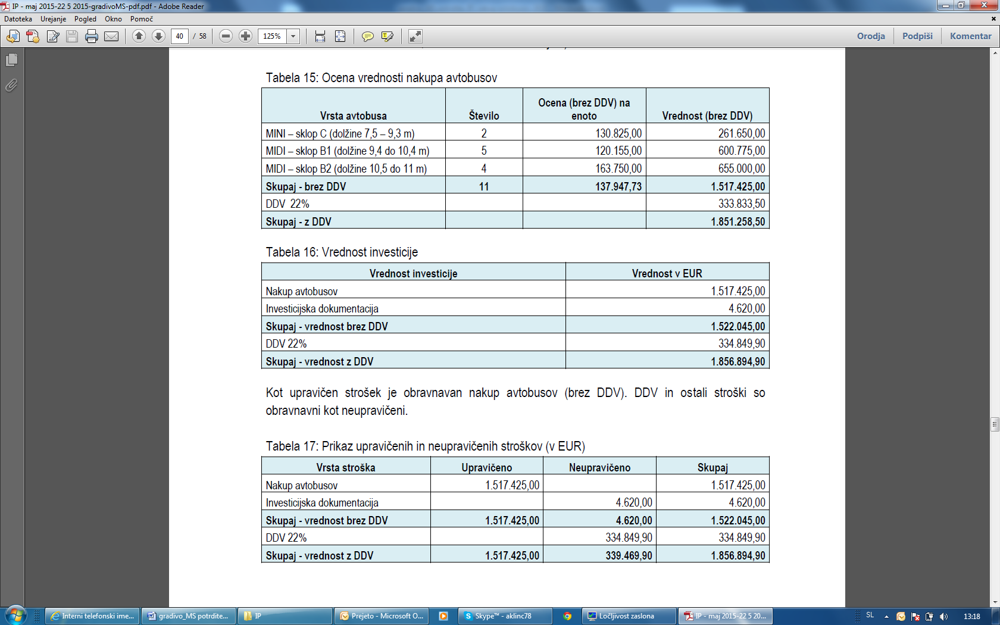 IP - maj 2015-22 5 2015-gradivoMS-pdf.pdf - Adobe Reader
Datoteka Urejanje Pogled Okno Pomoč
40 / 58 125% Orodja Podpiši Komentar
Tabela 15: Ocena vrednosti nakupa avtobusov
Vrsta avtobusa Število Ocena (brez DDV) na enoto Vrednost (brez DDV)
MINI – sklop C (dolžine 7,5 – 9,3 m) 2 130.825,00 261.650,00
MIDI – sklop B1 (dolžine 9,4 do 10,4 m) 5 120.155,00 600.775,00
MIDI – sklop B2 (dolžine 10,5 do 11 m) 4 163.750,00 655.000,00
Skupaj - brez DDV 11 137.947,73 1.517.425,00
DDV 22% 333.833,50
Skupaj - z DDV 1.851.258,50
Tabela 16: Vrednost investicije
Vrednost investicije Vrednost v EUR
Nakup avtobusov 1.517.425,00
Investicijska dokumentacija 4.620,00
Skupaj - vrednost brez DDV 1.522.045,00
DDV 22% 334.849,90
Skupaj - vrednost z DDV 1.856.894,90
Kot upravičen strošek je obravnavan nakup avtobusov (brez DDV). DDV in ostali stroški so
obravnavni kot neupravičeni.
Tabela 17: Prikaz upravičenih in neupravičenih stroškov (v EUR)
Vrsta stroška Upravičeno Neupravičeno Skupaj
Nakup avtobusov 1.517.425,00 1.517.425,00
Investicijska dokumentacija 4.620,00 4.620,00
Skupaj - vrednost brez DDV 1.517.425,00 4.620,00 1.522.045,00
DDV 22% 334.849,90 334.849,90
Skupaj - vrednost z DDV 1.517.425,00 339.469,90 1.856.894,90
Interni telefonski ime... gradivo_MS potrdite... IP Prejeto - Microsoft O... Skype™ - aklinc78 Ločljivost zaslona IP - maj 2015-22 5 20... SL 13:18